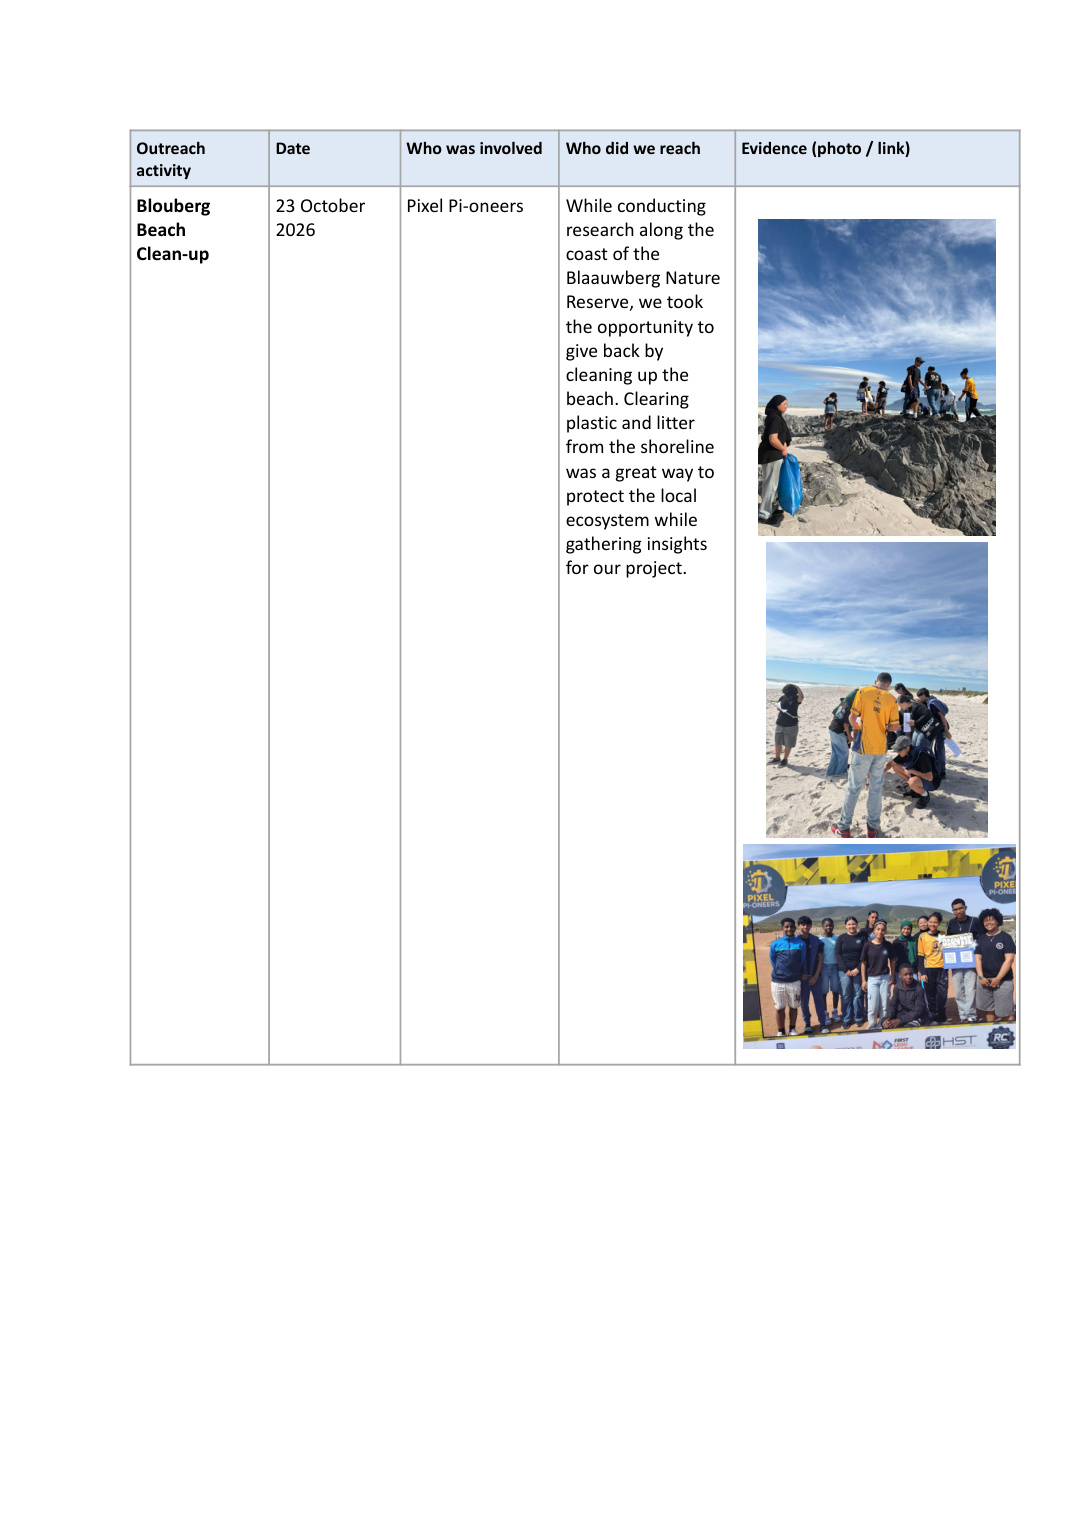 Outreach
activity
Date
Who was involved
Who did we reach
Evidence (photo / link)
Blouberg
Beach
Clean-up
23 October
2026
Pixel Pi-oneers
While conducting
research along the
coast of the
Blaauwberg Nature
Reserve, we took
the opportunity to
give back by
cleaning up the
beach. Clearing
plastic and litter
from the shoreline
was a great way to
protect the local
ecosystem while
gathering insights
for our project.
PIXEL
PI-ONEERS
PIXE
PI-ONEE
FIRST
HST
RC